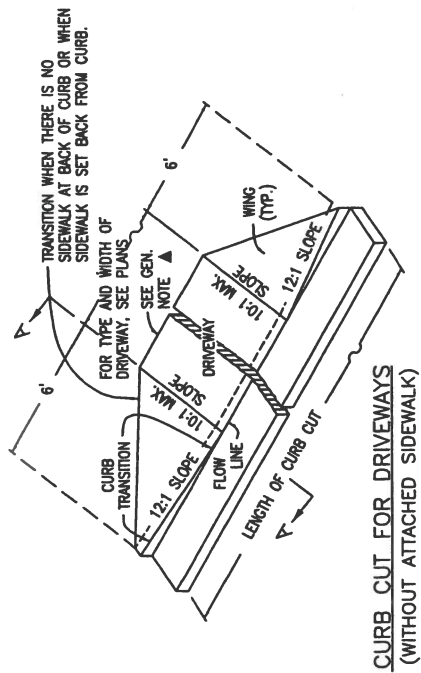 TRANSITION WHEN THERE IS NO
SIDEWALK AT BACK OF CURB OR WHEN
SIDEWALK IS SET BACK FROM CURB.
A
6'
6'
FOR TYPE AND WIDTH OF
DRIVEWAY, SEE PLANS
SEE GEN.
NOTE
CURB
TRANSITION
12:1 SLOPE
10:1 MAX.
SLOPE
DRIVEWAY
10:1 MAX.
SLOPE
WING
(TYP.)
12:1 SLOPE
FLOW
LINE
A
LENGTH OF CURB CUT
CURB CUT FOR DRIVEWAYS
(WITHOUT ATTACHED SIDEWALK)